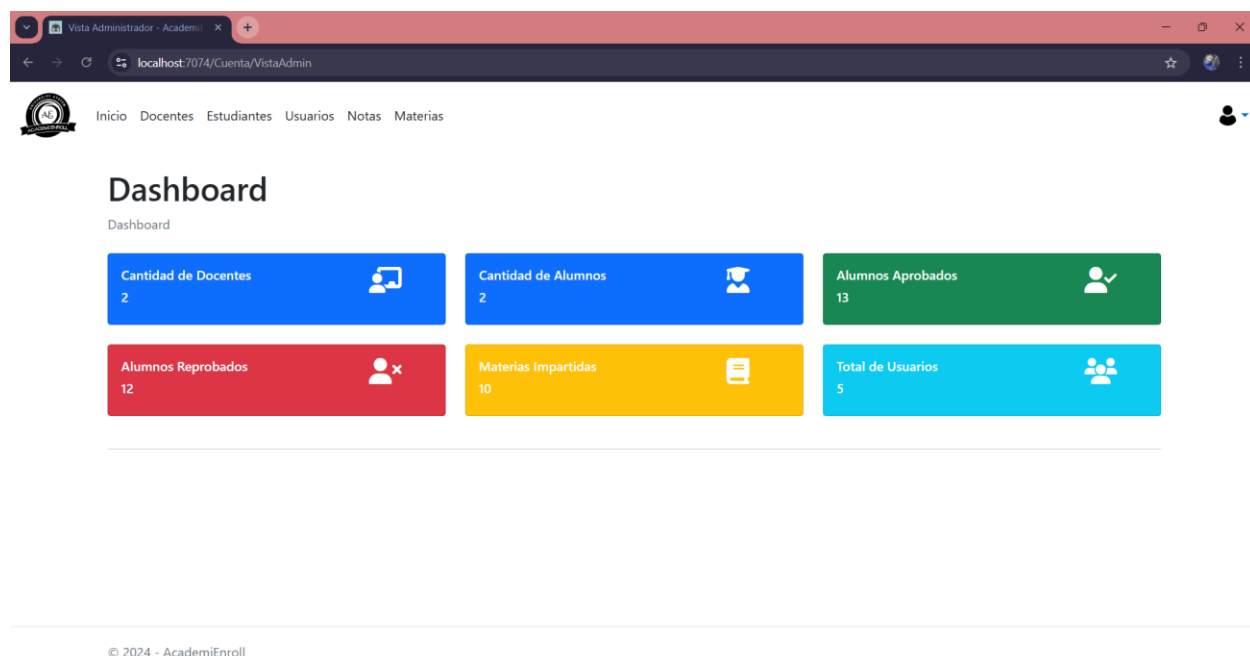 Vista Administrador - Academi
localhost:7074/Cuenta/VistaAdmin
AE
ACADEMIENROLL
Inicio Docentes Estudiantes Usuarios Notas Materias
Dashboard
Dashboard
Cantidad de Docentes
2
Cantidad de Alumnos
2
Alumnos Aprobados
13
Alumnos Reprobados
12
Materias Impartidas
10
Total de Usuarios
5
© 2024 - AcademiEnroll